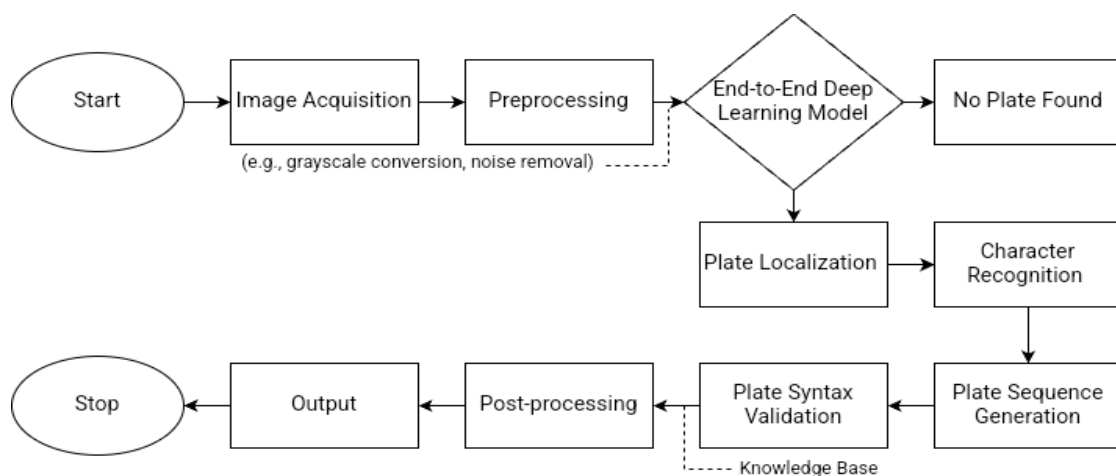 Start
Image Acquisition
Preprocessing
End-to-End Deep
Learning Model
No Plate Found
(e.g., grayscale conversion, noise removal)
Plate Localization
Character
Recognition
Stop
Output
Post-processing
Plate Syntax
Validation
Plate Sequence
Generation
Knowledge Base